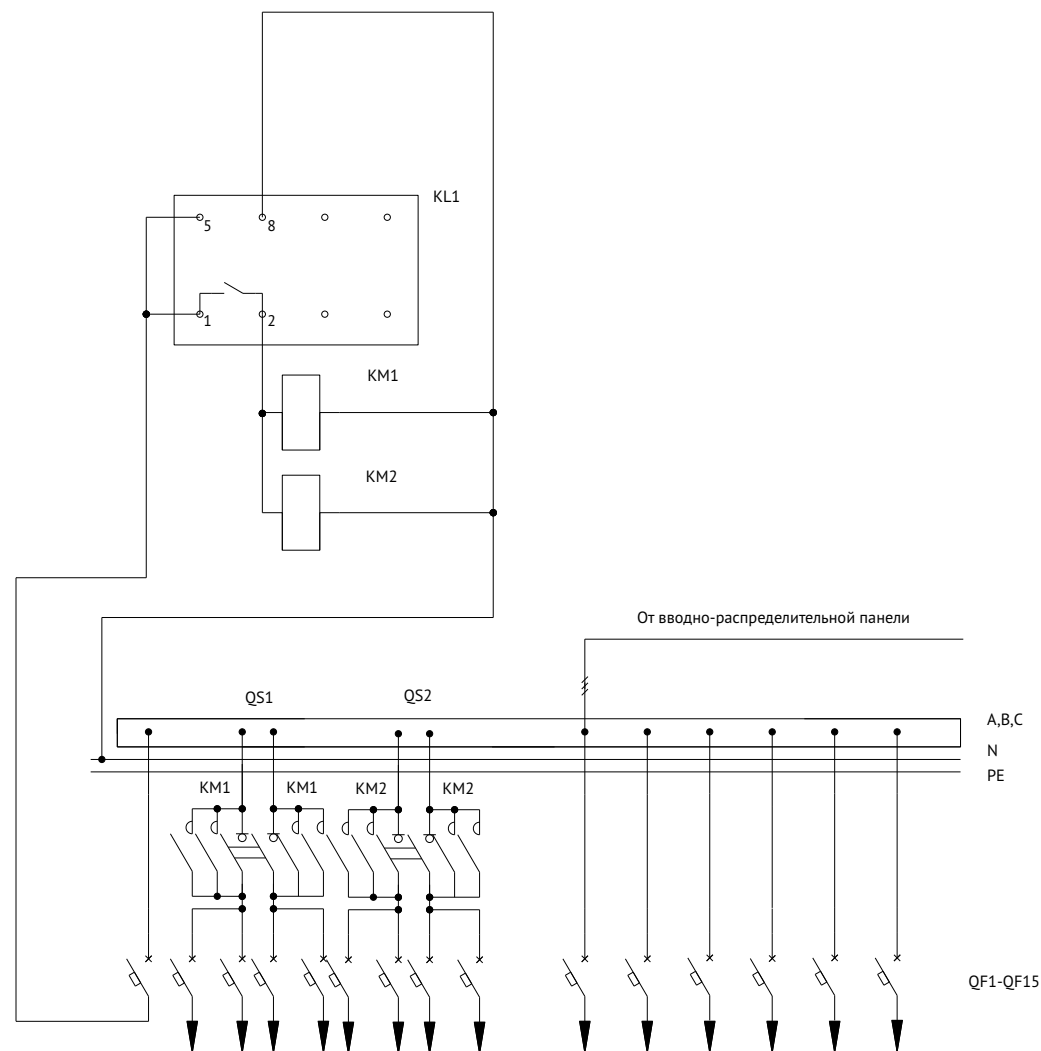 KL1
5
8
1
2
KM1
KM2
От вводно-распределительной панели
QS1
QS2
A,B,C
N
PE
KM1
KM1
KM2
KM2
QF1-QF15